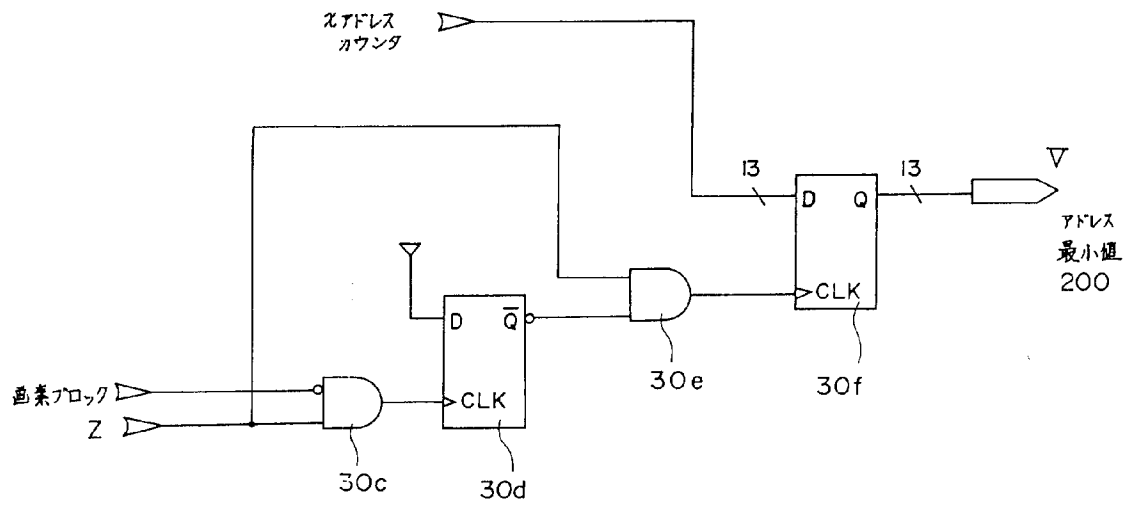 xアドレス
カウンタ
13
13
▽
D Q
アドレス
最小値
200
CLK
D Q̅
30e
30f
画素ブロック
CLK
Z
30c
30d